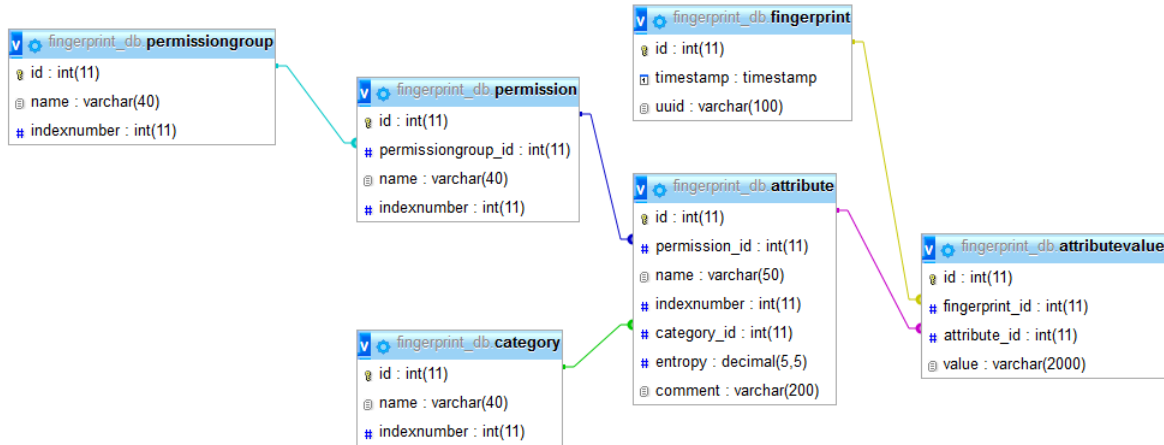 fingerprint_db.permissiongroup
id : int(11)
name : varchar(40)
indexnumber : int(11)
fingerprint_db.permission
id : int(11)
permissiongroup_id : int(11)
name : varchar(40)
indexnumber : int(11)
fingerprint_db.category
id : int(11)
name : varchar(40)
indexnumber : int(11)
fingerprint_db.fingerprint
id : int(11)
timestamp : timestamp
uuid : varchar(100)
fingerprint_db.attribute
id : int(11)
permission_id : int(11)
name : varchar(50)
indexnumber : int(11)
category_id : int(11)
entropy : decimal(5,5)
comment : varchar(200)
fingerprint_db.attributevalue
id : int(11)
fingerprint_id : int(11)
attribute_id : int(11)
value : varchar(2000)